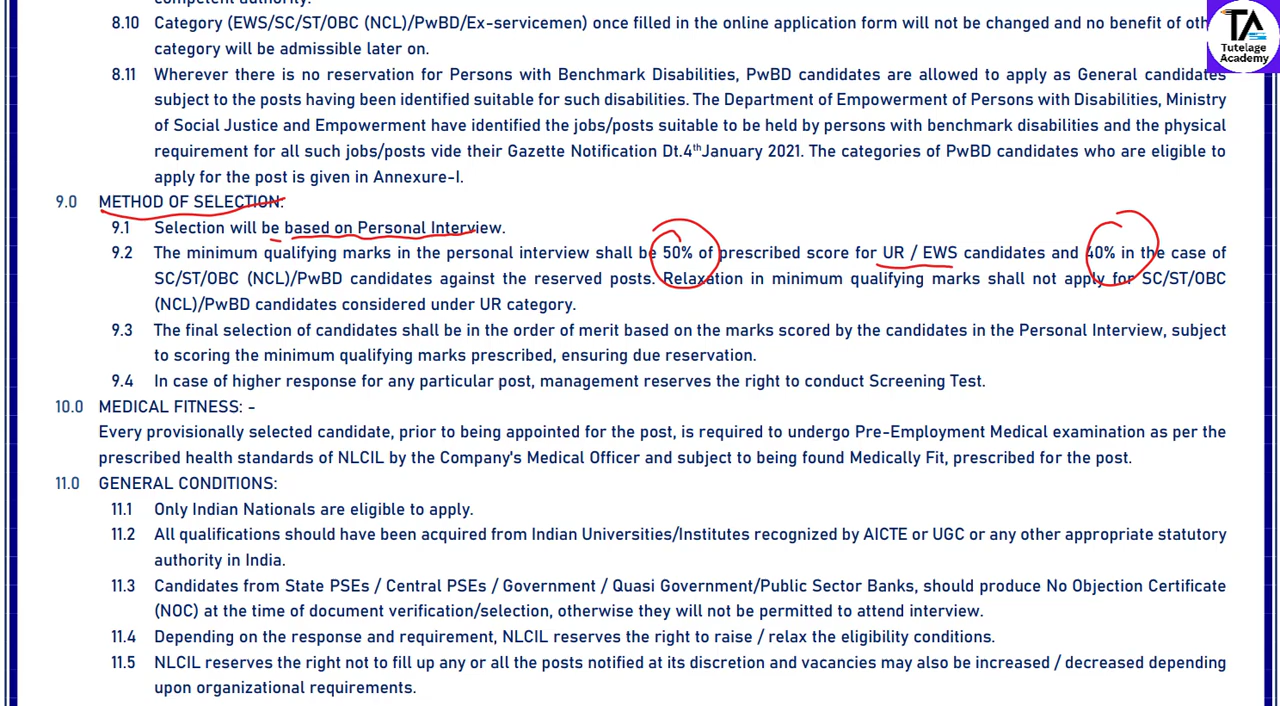 competent authority.
8.10 Category (EWS/SC/ST/OBC (NCL)/PwBD/Ex-servicemen) once filled in the online application form will not be changed and no benefit of oth
category will be admissible later on.
TA
Tutelage
Academy
8.11 Wherever there is no reservation for Persons with Benchmark Disabilities, PwBD candidates are allowed to apply as General candidates
subject to the posts having been identified suitable for such disabilities. The Department of Empowerment of Persons with Disabilities, Ministry
of Social Justice and Empowerment have identified the jobs/posts suitable to be held by persons with benchmark disabilities and the physical
requirement for all such jobs/posts vide their Gazette Notification Dt.4thJanuary 2021. The categories of PwBD candidates who are eligible to
apply for the post is given in Annexure-I.
9.0 METHOD OF SELECTION:
9.1 Selection will be based on Personal Interview.
9.2 The minimum qualifying marks in the personal interview shall be 50% of prescribed score for UR / EWS candidates and 40% in the case of
SC/ST/OBC (NCL)/PwBD candidates against the reserved posts. Relaxation in minimum qualifying marks shall not apply for SC/ST/OBC
(NCL)/PwBD candidates considered under UR category.
9.3 The final selection of candidates shall be in the order of merit based on the marks scored by the candidates in the Personal Interview, subject
to scoring the minimum qualifying marks prescribed, ensuring due reservation.
9.4 In case of higher response for any particular post, management reserves the right to conduct Screening Test.
10.0 MEDICAL FITNESS: -
Every provisionally selected candidate, prior to being appointed for the post, is required to undergo Pre-Employment Medical examination as per the
prescribed health standards of NLCIL by the Company's Medical Officer and subject to being found Medically Fit, prescribed for the post.
11.0 GENERAL CONDITIONS:
11.1 Only Indian Nationals are eligible to apply.
11.2 All qualifications should have been acquired from Indian Universities/Institutes recognized by AICTE or UGC or any other appropriate statutory
authority in India.
11.3 Candidates from State PSEs / Central PSEs / Government / Quasi Government/Public Sector Banks, should produce No Objection Certificate
(NOC) at the time of document verification/selection, otherwise they will not be permitted to attend interview.
11.4 Depending on the response and requirement, NLCIL reserves the right to raise / relax the eligibility conditions.
11.5 NLCIL reserves the right not to fill up any or all the posts notified at its discretion and vacancies may also be increased / decreased depending
upon organizational requirements.